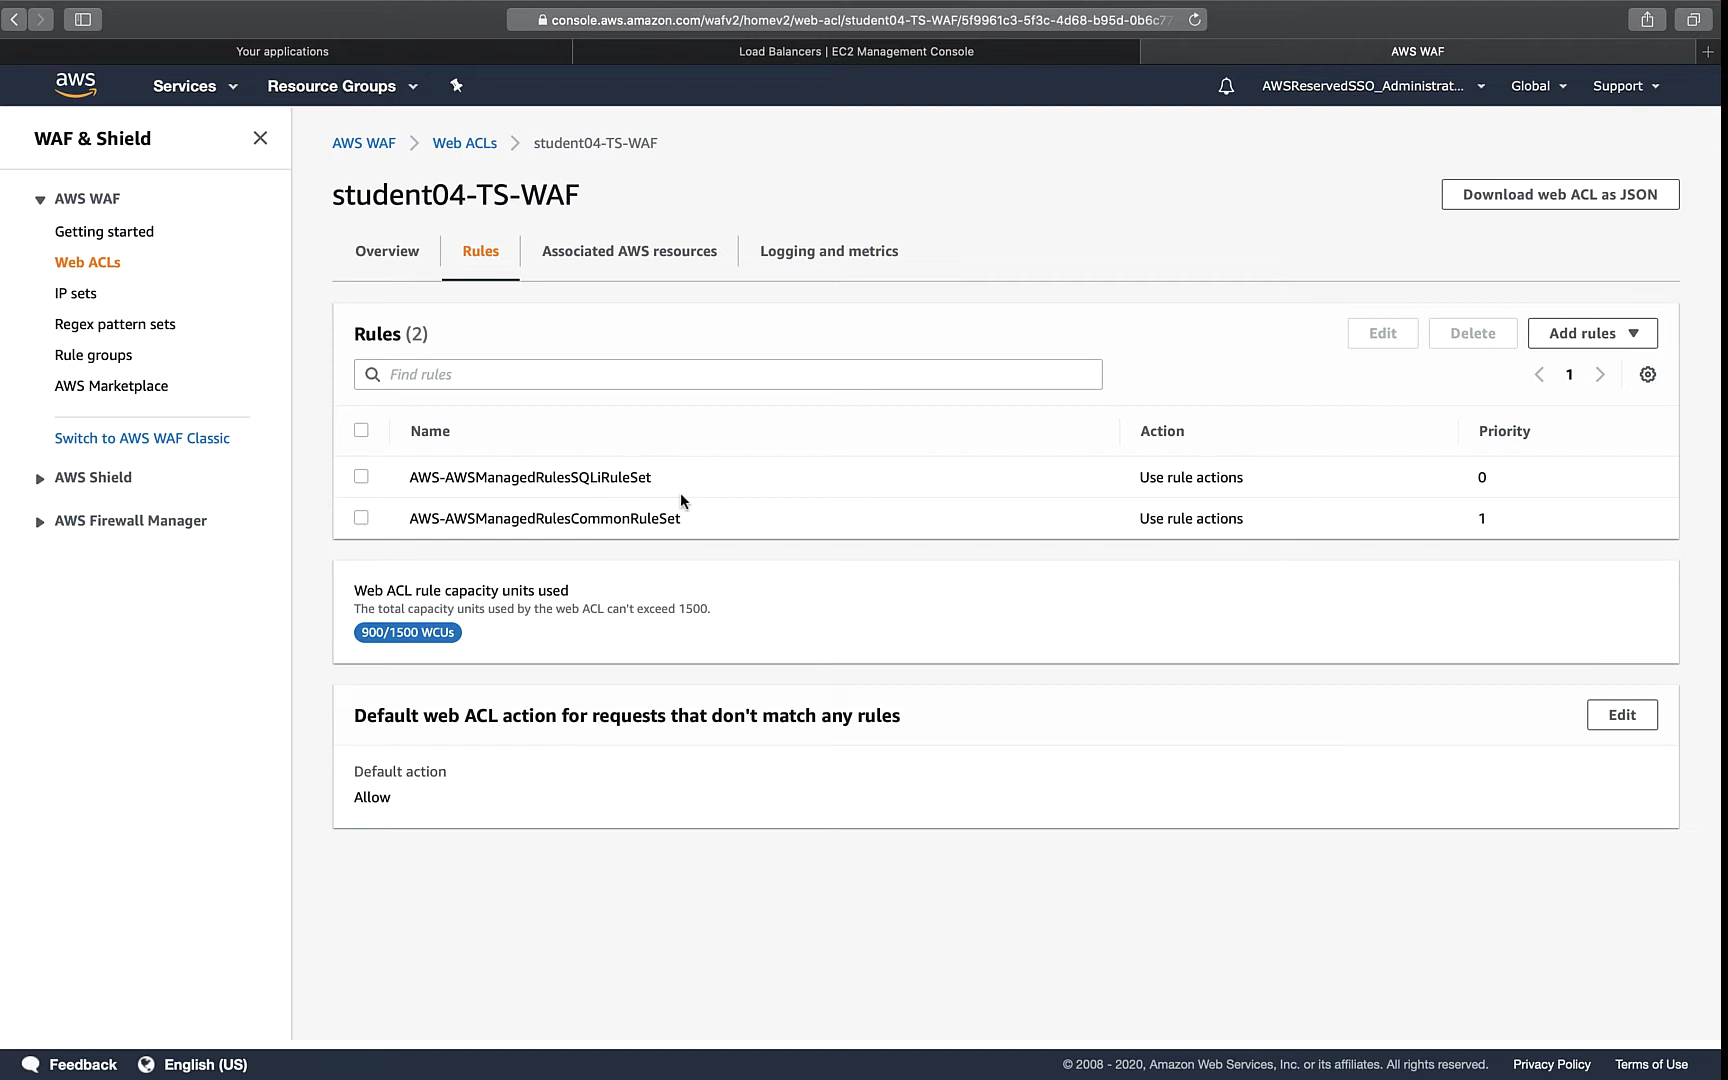 console.aws.amazon.com/wafv2/homev2/web-acl/student04-TS-WAF/5f9961c3-5f3c-4d68-b95d-0b6c77
Your applications
Load Balancers | EC2 Management Console
AWS WAF
aws
Services
Resource Groups
AWSReservedSSO_Administrat...
Global
Support
WAF & Shield
AWS WAF
Getting started
Web ACLs
IP sets
Regex pattern sets
Rule groups
AWS Marketplace
Switch to AWS WAF Classic
AWS Shield
AWS Firewall Manager
AWS WAF
Web ACLs
student04-TS-WAF
student04-TS-WAF
Download web ACL as JSON
Overview
Rules
Associated AWS resources
Logging and metrics
Rules (2)
Edit
Delete
Add rules
Find rules
1
Name
Action
Priority
AWS-AWSManagedRulesSQLiRuleSet
Use rule actions
0
AWS-AWSManagedRulesCommonRuleSet
Use rule actions
1
Web ACL rule capacity units used
The total capacity units used by the web ACL can't exceed 1500.
900/1500 WCUs
Default web ACL action for requests that don't match any rules
Edit
Default action
Allow
Feedback
English (US)
© 2008 - 2020, Amazon Web Services, Inc. or its affiliates. All rights reserved.
Privacy Policy
Terms of Use